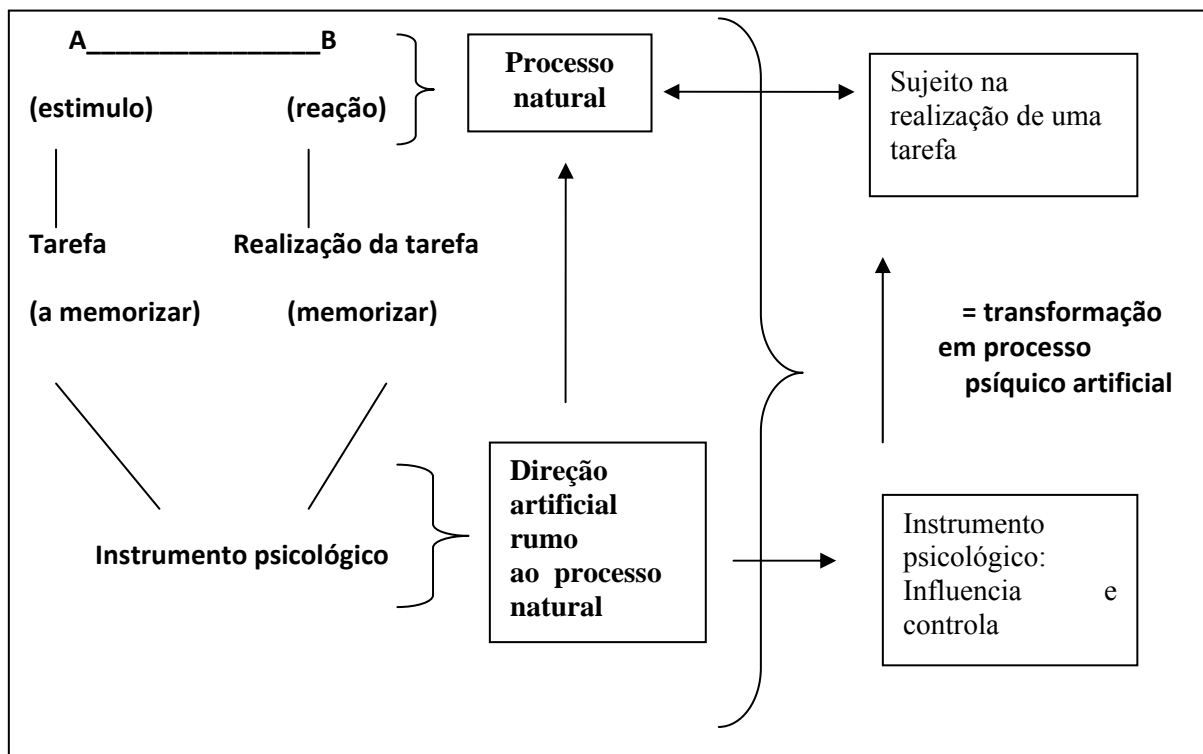 A_________________B
(estimulo) (reação)
Tarefa Realização da tarefa
(a memorizar) (memorizar)
Instrumento psicológico
Processo
natural
Direção
artificial
rumo
ao processo
natural
Sujeito na
realização de uma
tarefa
= transformação
em processo
psíquico artificial
Instrumento
psicológico:
Influencia e
controla